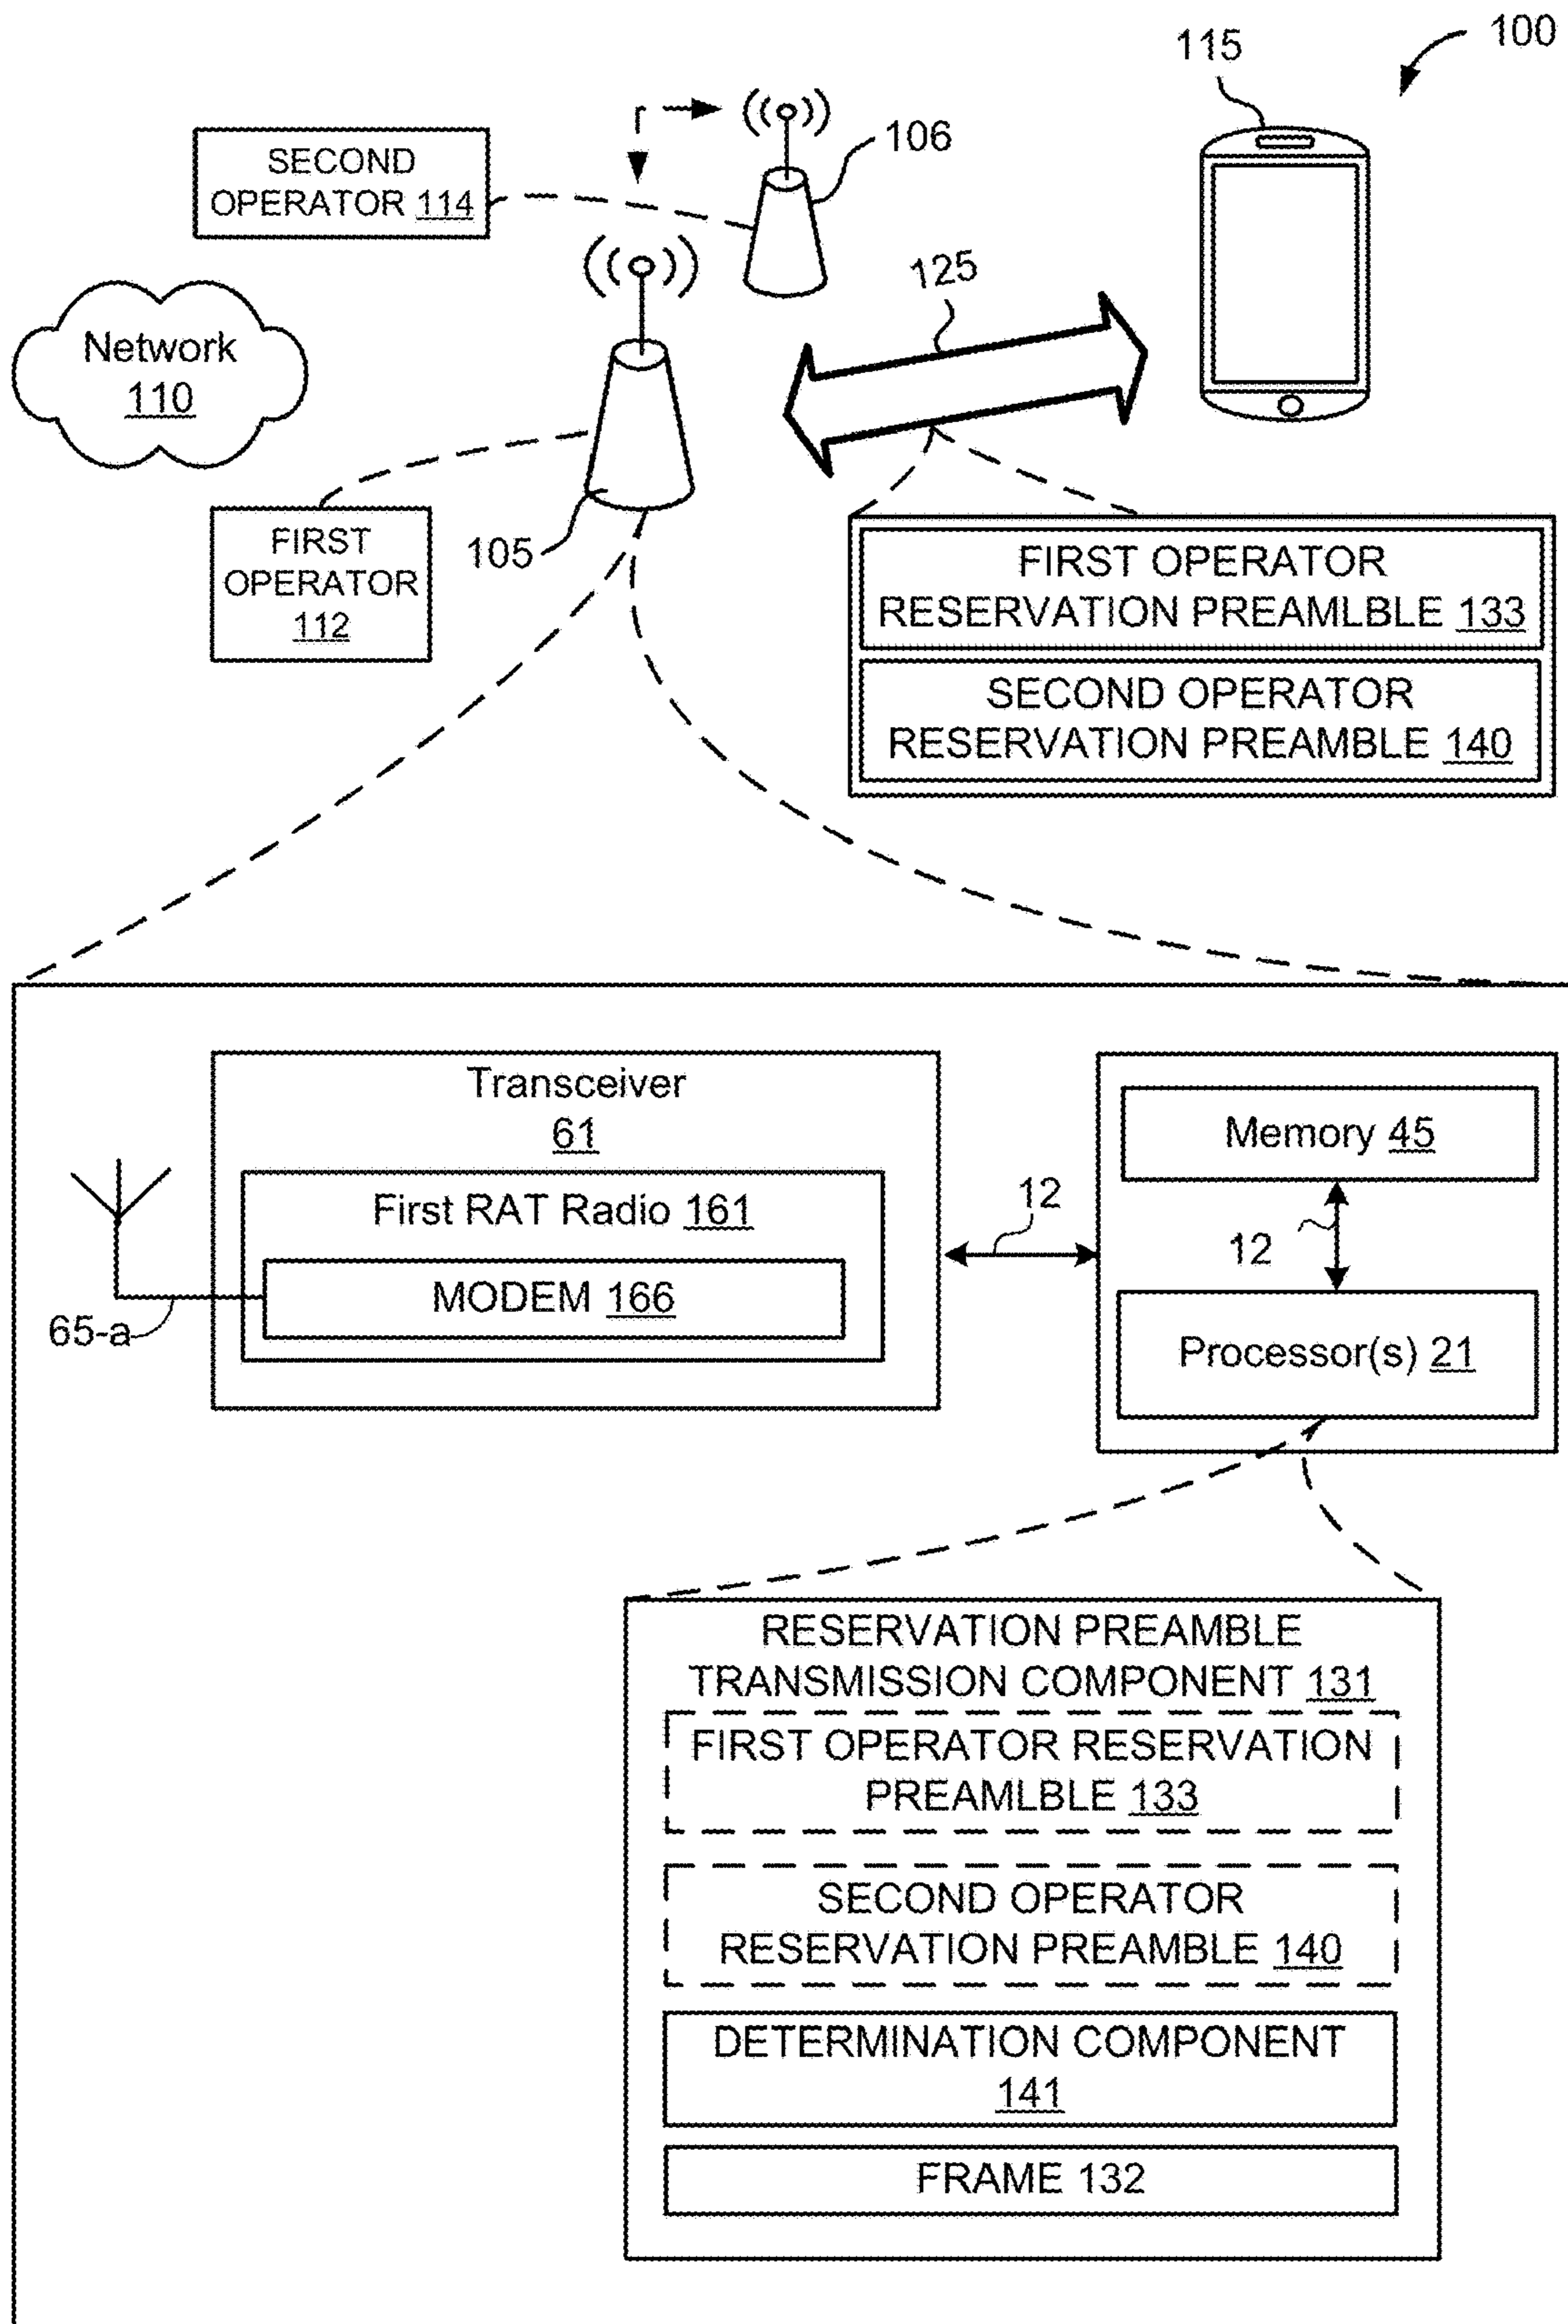 100
115
106
SECOND
OPERATOR 114
125
Network
110
105
FIRST
OPERATOR
112
FIRST OPERATOR
RESERVATION PREAMLBLE 133
SECOND OPERATOR
RESERVATION PREAMBLE 140
Transceiver
61
First RAT Radio 161
MODEM 166
65-a
12
Memory 45
12
Processor(s) 21
RESERVATION PREAMBLE
TRANSMISSION COMPONENT 131
FIRST OPERATOR RESERVATION
PREAMLBLE 133
SECOND OPERATOR
RESERVATION PREAMBLE 140
DETERMINATION COMPONENT
141
FRAME 132